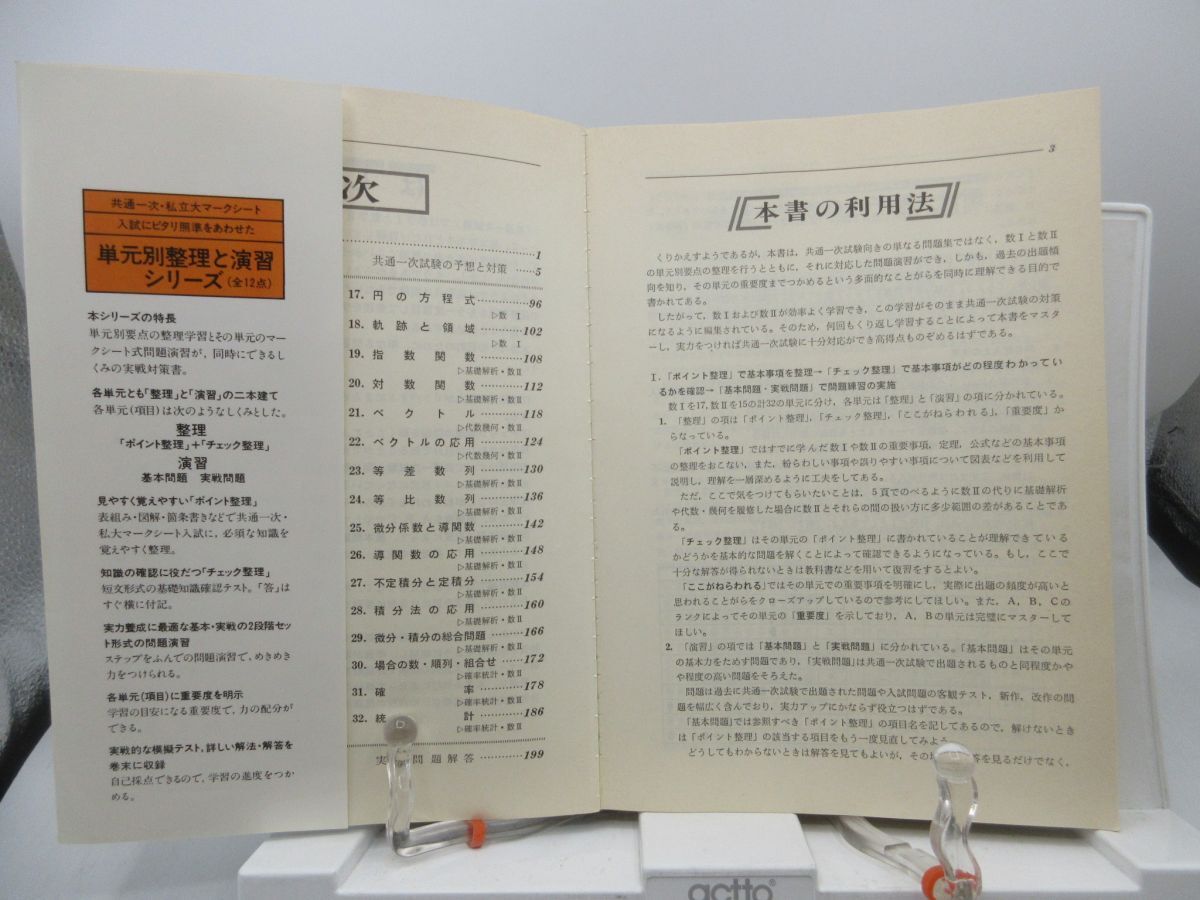 共通一次・私立大マークシート
入試にピタリ照準をあわせた
単元別整理と演習
シリーズ(全12点)
本シリーズの特長
単元別要点の整理学習とその単元のマー
クシート式問題演習が，同時にできるし
くみの実戦対策書。
各単元とも「整理」と「演習」の二本建て
各単元(項目)は次のようなしくみとした。
整理
「ポイント整理」+「チェック整理」
演習
基本問題 実戦問題
見やすく覚えやすい「ポイント整理」
表組み・図解・箇条書きなどで共通一次・
私大マークシート入試に，必須な知識を
覚えやすく整理。
知識の確認に役だつ「チェック整理」
短文形式の基礎知識確認テスト。「答」は
すぐ横に付記。
実力養成に最適な基本・実戦の2段階セッ
ト形式の問題演習
ステップをふんでの問題演習で，めきめき
力をつけられる。
各単元(項目)に重要度を明示
学習の目安になる重要度で，力の配分が
できる。
実戦的な模擬テスト，詳しい解法・解答を
巻末に収録
自己採点できるので，学習の進度をつか
める。
次
1
共通一次試験の予想と対策 ……5
17. 円の方程式 …………96
▷数Ⅰ
18. 軌跡と領域 …………102
▷数Ⅰ
19. 指数関数 …………108
▷基礎解析・数Ⅱ
20. 対数関数 …………112
▷基礎解析・数Ⅱ
21. ベクトル …………118
▷代数幾何・数Ⅱ
22. ベクトルの応用 …………124
▷代数幾何・数Ⅱ
23. 等差数列 …………130
▷基礎解析・数Ⅱ
24. 等比数列 …………136
▷基礎解析・数Ⅱ
25. 微分係数と導関数 …………142
▷基礎解析・数Ⅱ
26. 導関数の応用 …………148
▷基礎解析・数Ⅱ
27. 不定積分と定積分 …………154
▷基礎解析・数Ⅱ
28. 積分法の応用 …………160
▷基礎解析・数Ⅱ
29. 微分・積分の総合問題 …………166
▷基礎解析・数Ⅱ
30. 場合の数・順列・組合せ …………172
▷確率統計・数Ⅱ
31. 確率 …………178
▷確率統計・数Ⅱ
32. 統計 …………186
▷確率統計・数Ⅱ
実 問題解答 …………199
3
本書の利用法
くりかえすようであるが，本書は，共通一次試験向きの単なる問題集ではなく，数Ⅰと数Ⅱ
の単元別要点の整理を行うとともに，それに対応した問題演習ができ，しかも，過去の出題傾
向を知り，その単元の重要度までつかめるという多面的なことがらを同時に理解できる目的で
書かれてある。
したがって，数Ⅰおよび数Ⅱが効率よく学習でき，この学習がそのまま共通一次試験の対策
になるように編集されている。そのため，何回もくり返し学習することによって本書をマスタ
ーし，実力をつければ共通一次試験に十分対応ができ高得点ものぞめるはずである。
Ⅰ. 「ポイント整理」で基本事項を整理→「チェック整理」で基本事項がどの程度わかってい
るかを確認→「基本問題・実戦問題」で問題練習の実施
数Ⅰを17，数Ⅱを15の計32の単元に分け，各単元は「整理」と「演習」の項に分かれている。
1. 「整理」の項は「ポイント整理」，「チェック整理」，「ここがねらわれる」，「重要度」か
らなっている。
「ポイント整理」ではすでに学んだ数Ⅰや数Ⅱの重要事項，定理，公式などの基本事項
の整理をおこない，また，紛らわしい事項や誤りやすい事項について図表などを利用して
説明し，理解を一層深めるように工夫をしてある。
ただ，ここで気をつけてもらいたいことは，5頁でのべるように数Ⅱの代りに基礎解析
や代数・幾何を履修した場合に数Ⅱとそれらの間の扱い方に多少範囲の差があることであ
る。
「チェック整理」はその単元の「ポイント整理」に書かれていることが理解できている
かどうかを基本的な問題を解くことによって確認できるようになっている。もし，ここで
十分な解答が得られないときは教科書などを用いて復習をするとよい。
「ここがねらわれる」ではその単元での重要事項を明確にし，実際に出題の頻度が高いと
思われることがらをクローズアップしているので参考にしてほしい。また，A，B，Cの
ランクによってその単元の「重要度」を示しており，A，Bの単元は完璧にマスターして
ほしい。
2. 「演習」の項では「基本問題」と「実戦問題」に分かれている。「基本問題」はその単元
の基本力をためす問題であり，「実戦問題」は共通一次試験で出題されるものと同程度かや
や程度の高い問題をそろえた。
問題は過去に共通一次試験で出題された問題や入試問題の客観テスト，新作，改作の問
題を幅広く含んでおり，実力アップにかならず役立つはずである。
「基本問題」では参照すべき「ポイント整理」の項目名を記してあるので，解けないとき
は「ポイント整理」の該当する項目をもう一度見直してみよう。
どうしてもわからないときは解答を見てもよいが，その 答を見るだけでなく，
actto